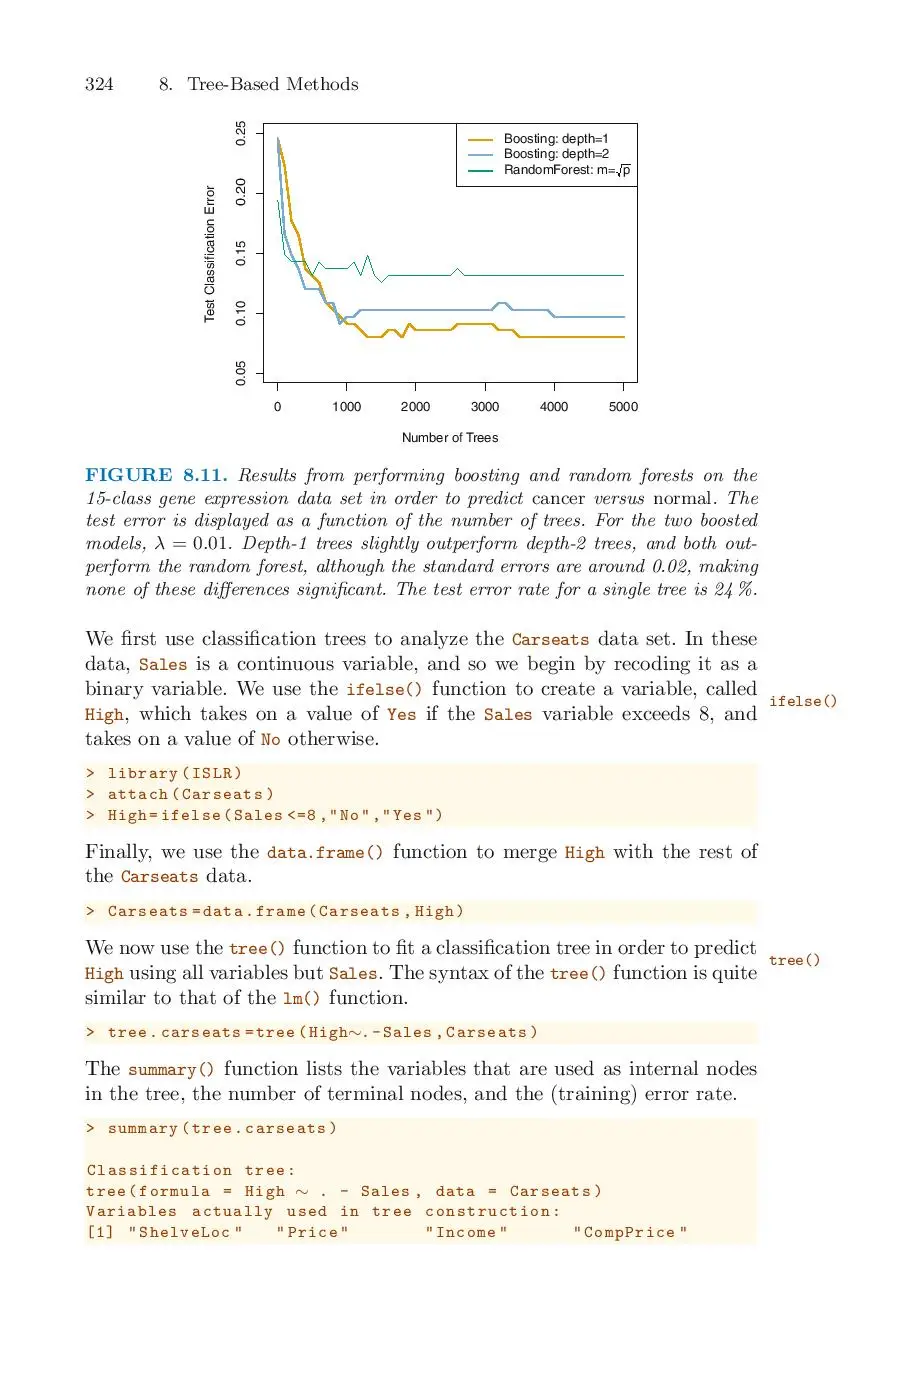 324 8. Tree-Based Methods
0.25
0.20
0.15
0.10
0.05
Test Classification Error
Boosting: depth=1
Boosting: depth=2
RandomForest: m=√p
0 1000 2000 3000 4000 5000
Number of Trees
FIGURE 8.11. Results from performing boosting and random forests on the
15-class gene expression data set in order to predict cancer versus normal. The
test error is displayed as a function of the number of trees. For the two boosted
models, λ = 0.01. Depth-1 trees slightly outperform depth-2 trees, and both out-
perform the random forest, although the standard errors are around 0.02, making
none of these differences significant. The test error rate for a single tree is 24 %.
We first use classification trees to analyze the Carseats data set. In these
data, Sales is a continuous variable, and so we begin by recoding it as a
binary variable. We use the ifelse() function to create a variable, called
ifelse()
High, which takes on a value of Yes if the Sales variable exceeds 8, and
takes on a value of No otherwise.
> library(ISLR)
> attach(Carseats)
> High=ifelse(Sales<=8,"No","Yes")
Finally, we use the data.frame() function to merge High with the rest of
the Carseats data.
> Carseats=data.frame(Carseats,High)
We now use the tree() function to fit a classification tree in order to predict
tree()
High using all variables but Sales. The syntax of the tree() function is quite
similar to that of the lm() function.
> tree.carseats=tree(High∼.-Sales,Carseats)
The summary() function lists the variables that are used as internal nodes
in the tree, the number of terminal nodes, and the (training) error rate.
> summary(tree.carseats)
Classification tree:
tree(formula = High ∼ . - Sales, data = Carseats)
Variables actually used in tree construction:
[1] "ShelveLoc" "Price" "Income" "CompPrice"